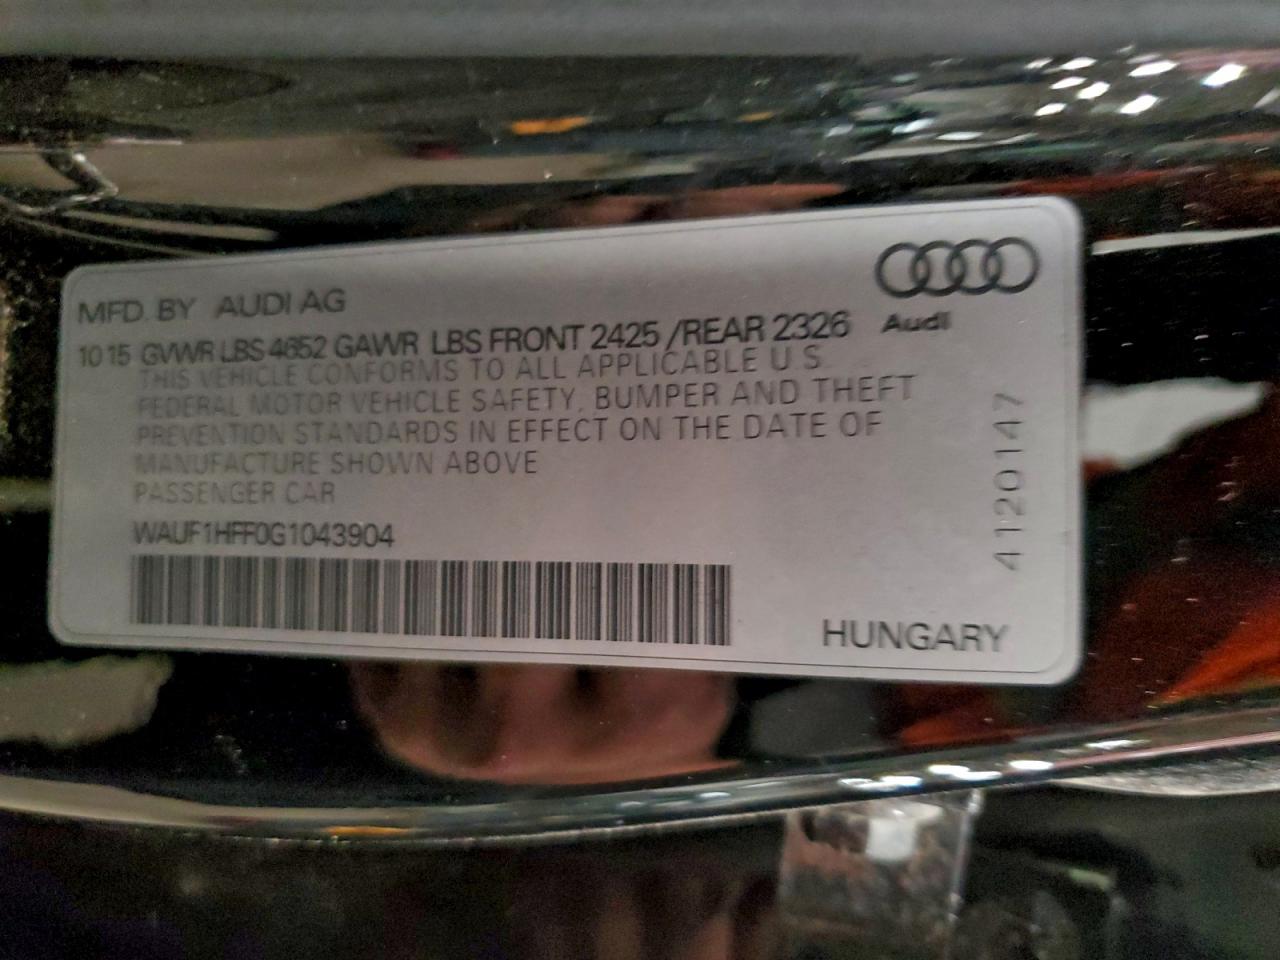 MFD. BY AUDI AG
10 15 GVWR LBS 4652 GAWR LBS FRONT 2425 /REAR 2326
Audi
THIS VEHICLE CONFORMS TO ALL APPLICABLE U.S.
FEDERAL MOTOR VEHICLE SAFETY, BUMPER AND THEFT
PREVENTION STANDARDS IN EFFECT ON THE DATE OF
MANUFACTURE SHOWN ABOVE
PASSENGER CAR
WAUF1HFF0G1043904
4120147
HUNGARY